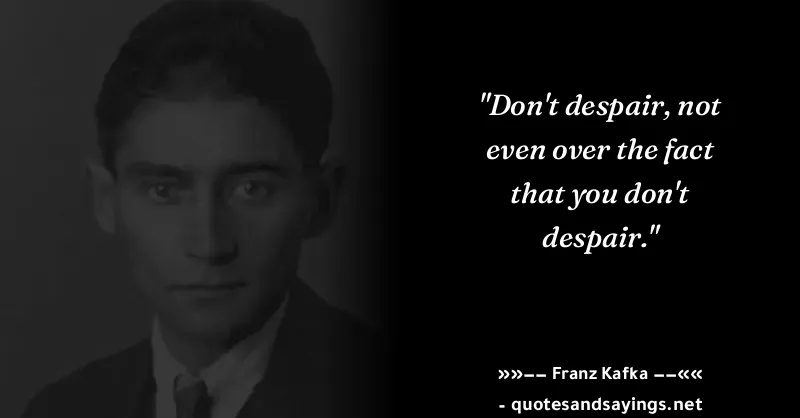 "Don't despair, not
even over the fact
that you don't
despair."
»»–– Franz Kafka ––««
- quotesandsayings.net